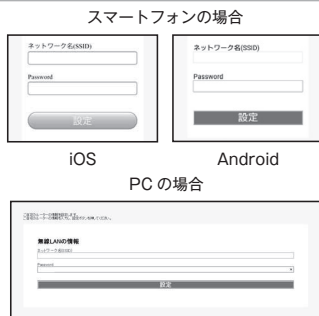 スマートフォンの場合
ネットワーク名(SSID)
Password
設定
ネットワーク名(SSID)
Password
設定
iOS
Android
PC の場合
無線LANの情報
ネットワーク名(SSID)
Password
設定